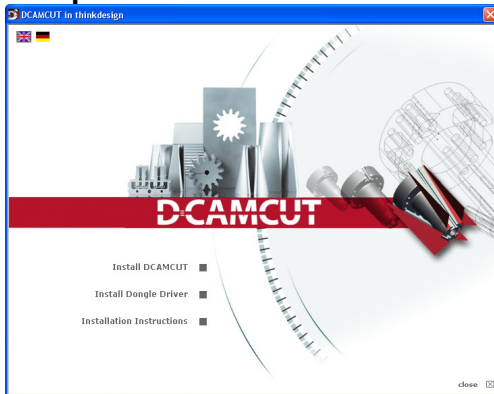 DCAMCUT in thinkdesign
D-CAMCUT
Install DCAMCUT
Install Dongle Driver
Installation Instructions
close